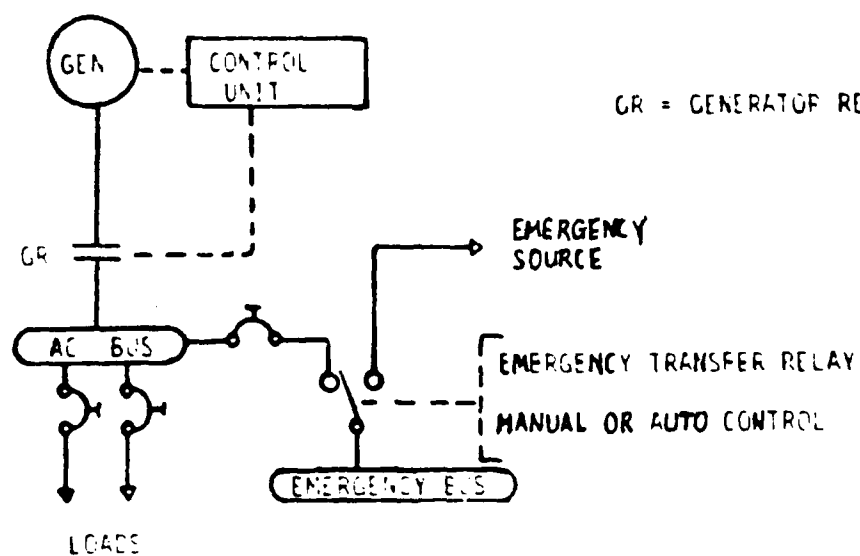 GEN
CONTROL
UNIT
GR = GENERATOR RE
GR
EMERGENCY
SOURCE
AC BUS
EMERGENCY TRANSFER RELAY
MANUAL OR AUTO CONTROL
EMERGENCY BUS
LOADS